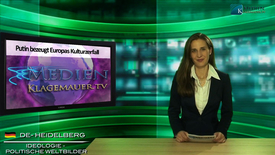 Putin bezeugt Europas Kulturzerfall
MEDIEN
KLAGEMAUER.TV
DE- HEIDELBERG
IDEOLOGIE -
POLITISCHE WELTBILDER